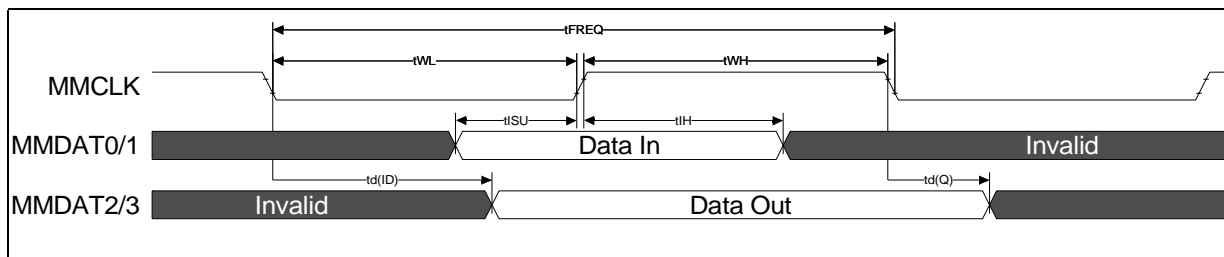 tFREQ
tWL
tWH
MMCLK
tISU
tIH
MMDAT0/1
Data In
Invalid
td(ID)
td(Q)
MMDAT2/3
Invalid
Data Out